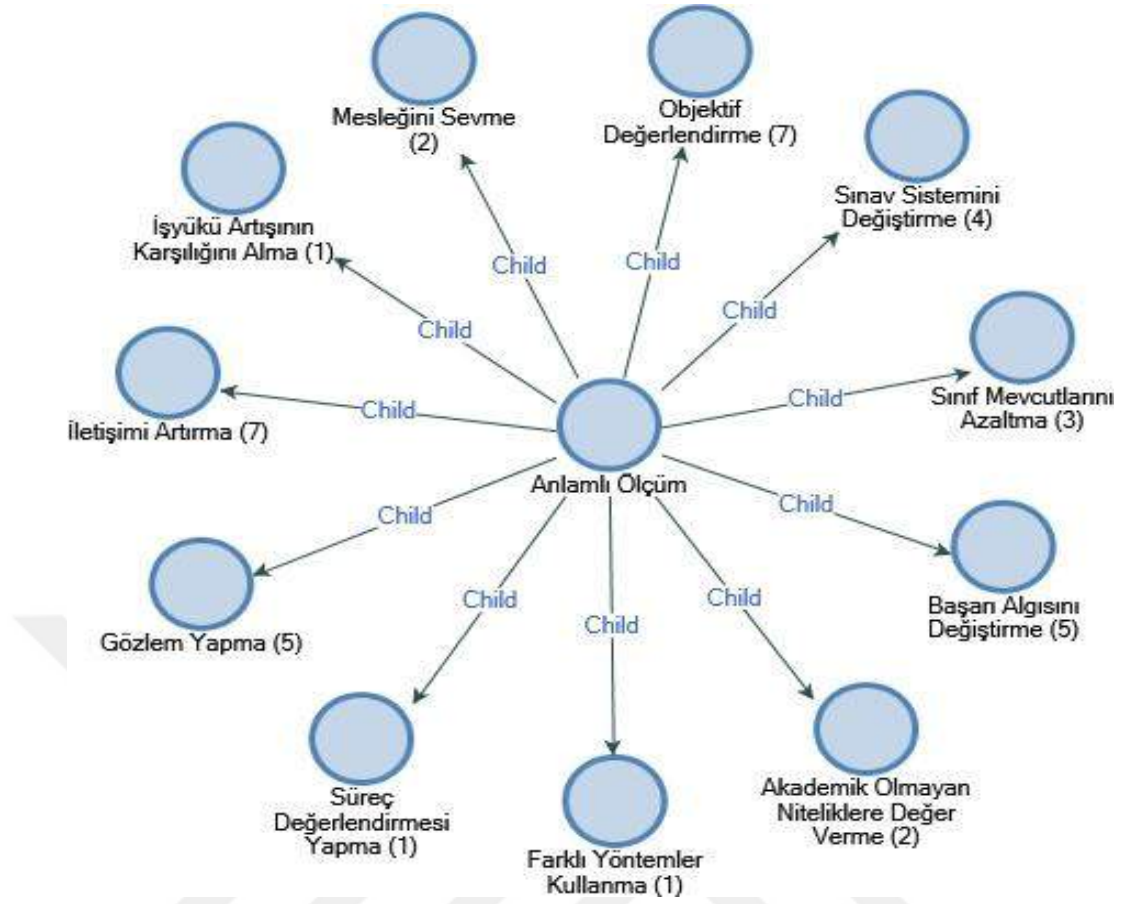 Mesleğini Sevme
(2)
Objektif
Değerlendirme (7)
Sınav Sistemini
Değiştirme (4)
İşyükü Artışının
Karşılığını Alma (1)
Child
Child
Child
Child
İletişimi Artırma (7)
Child
Child
Sınıf Mevcutlarını
Azaltma (3)
Anlamlı Ölçüm
Child
Child
Gözlem Yapma (5)
Başarı Algısını
Değiştirme (5)
Child
Child
Child
Süreç
Değerlendirmesi
Yapma (1)
Farklı Yöntemler
Kullanma (1)
Akademik Olmayan
Niteliklere Değer
Verme (2)